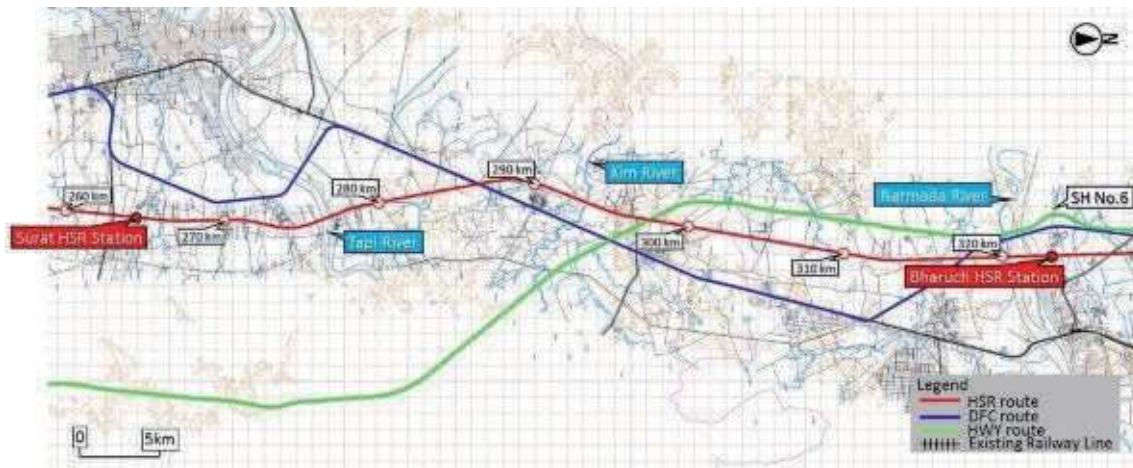 N
260 km
Surat HSR Station
270 km
280 km
Tapi River
290 km
Kim River
300 km
310 km
Narmada River
320 km
SH No.6
Bharuch HSR Station
0
5km
Legend
HSR route
DFC route
HWY route
Existing Railway Line